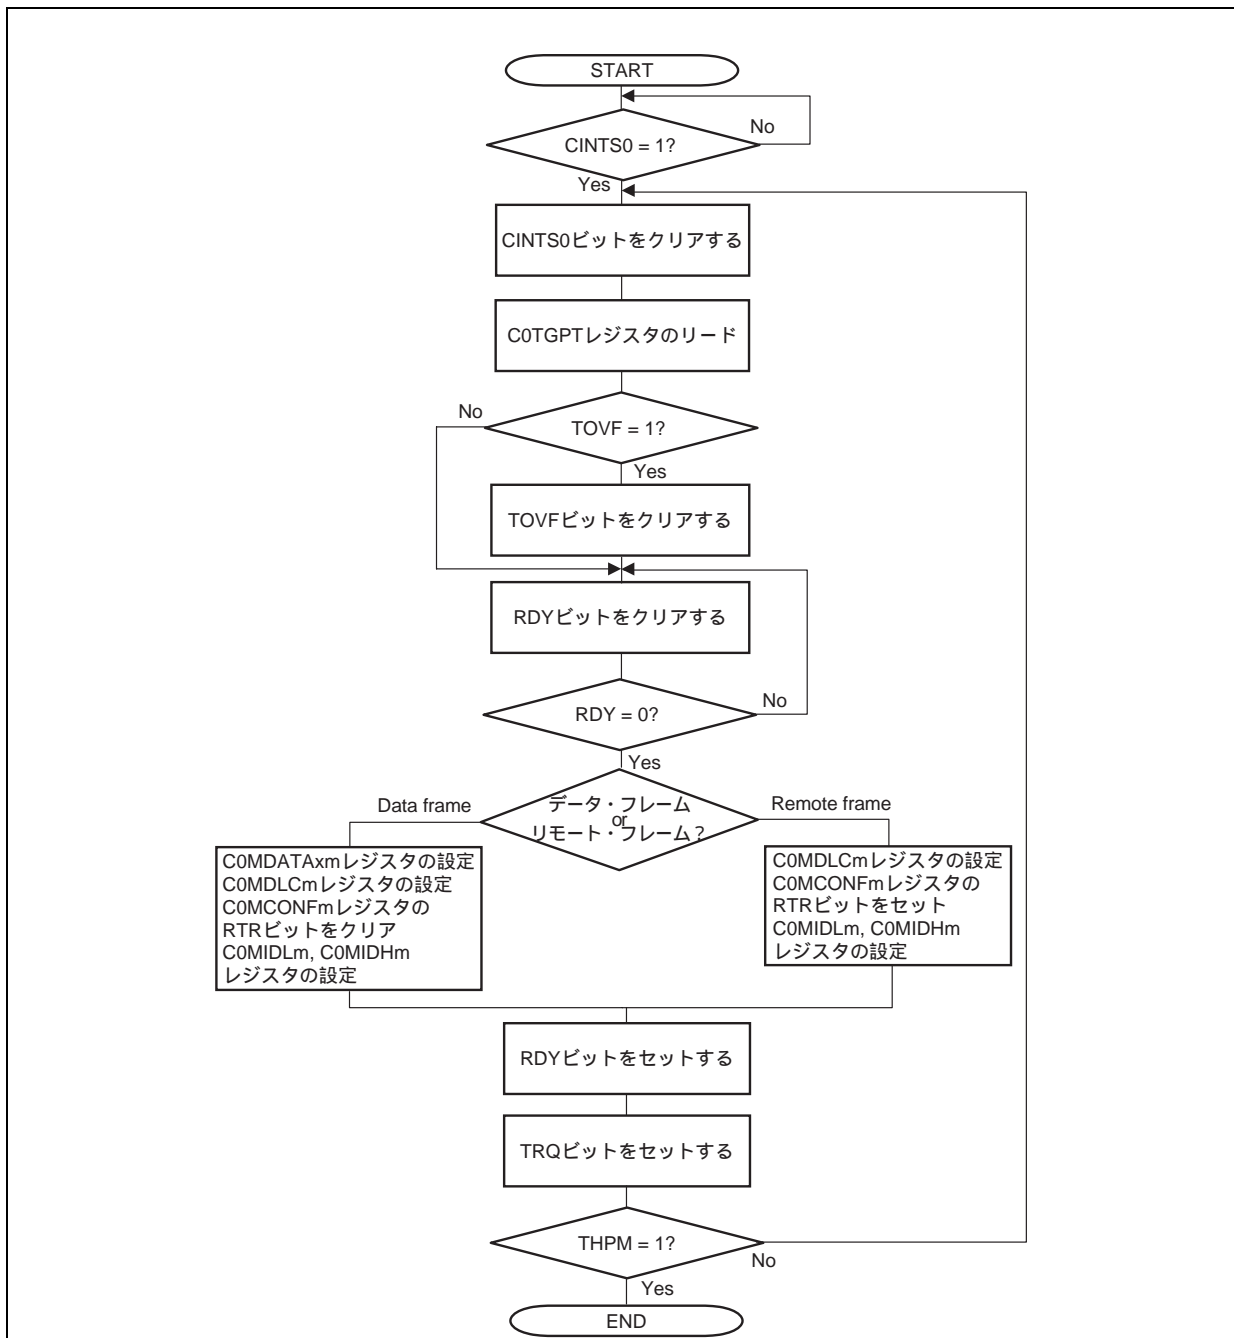 START
No
CINTS0 = 1?
Yes
CINTS0ビットをクリアする
C0TGPTレジスタのリード
No
TOVF = 1?
Yes
TOVFビットをクリアする
RDYビットをクリアする
No
RDY = 0?
Yes
Data frame
データ・フレーム
or
リモート・フレーム？
Remote frame
C0MDATAxmレジスタの設定
C0MDLCmレジスタの設定
C0MCONFmレジスタの
RTRビットをクリア
C0MIDLm, C0MIDHm
レジスタの設定
C0MDLCmレジスタの設定
C0MCONFmレジスタの
RTRビットをセット
C0MIDLm, C0MIDHm
レジスタの設定
RDYビットをセットする
TRQビットをセットする
THPM = 1?
No
Yes
END